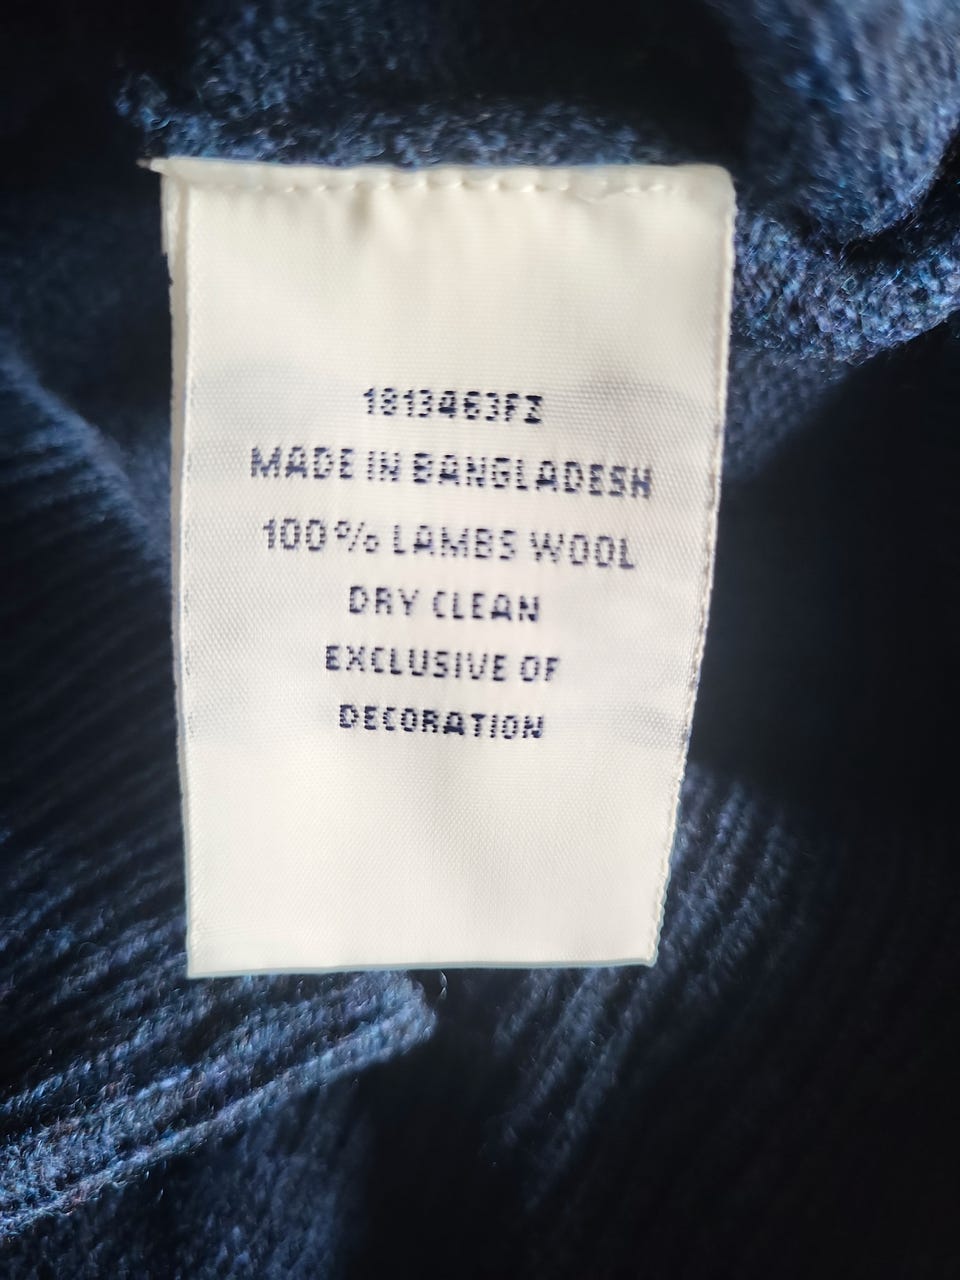 1813463FZ
MADE IN BANGLADESH
100% LAMBS WOOL
DRY CLEAN
EXCLUSIVE OF
DECORATION